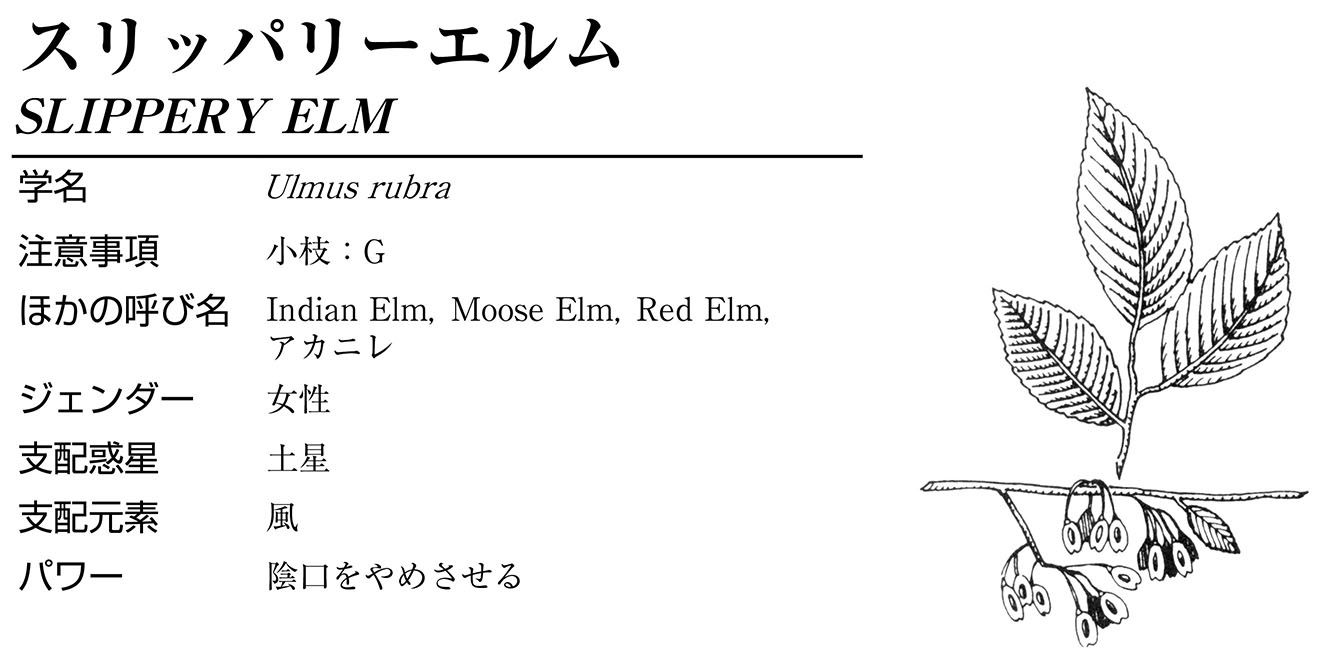 スリッパリーエルム
SLIPPERY ELM
学名 Ulmus rubra
注意事項 小枝：G
ほかの呼び名 Indian Elm, Moose Elm, Red Elm,
アカニレ
ジェンダー 女性
支配惑星 土星
支配元素 風
パワー 陰口をやめさせる